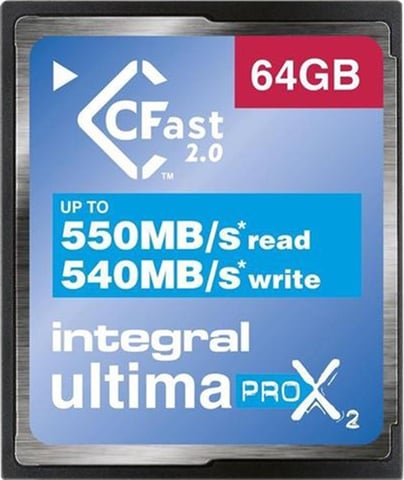 64GB
CFast
2.0
™
UP TO
550MB/s* read
540MB/s* write
integral
ultima PRO X2